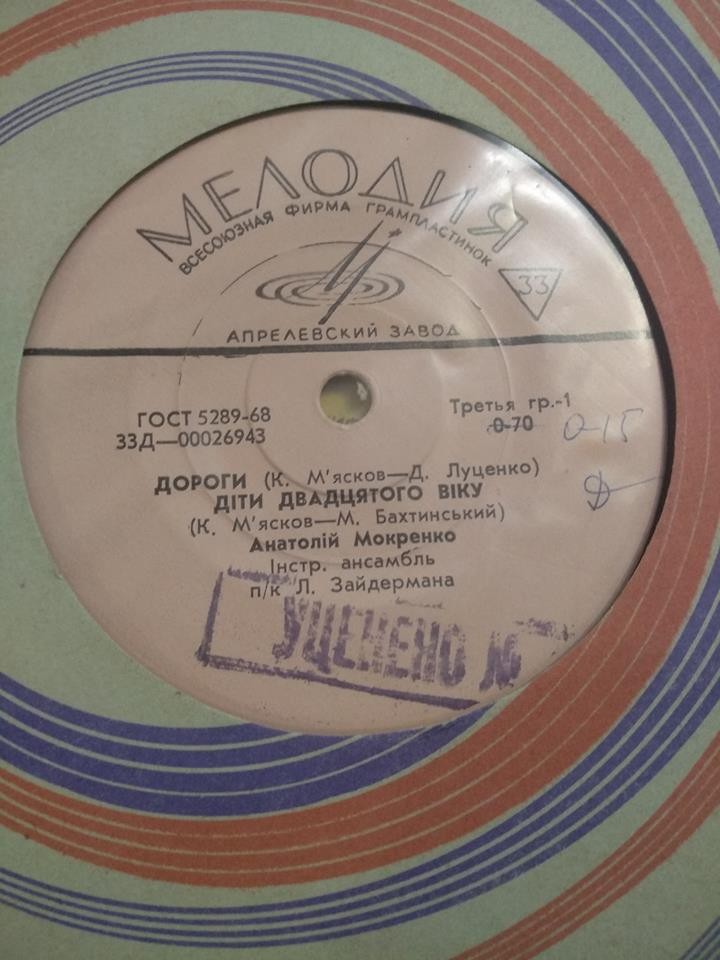 МЕЛОДИЯ
ВСЕСОЮЗНАЯ ФИРМА ГРАМПЛАСТИНОК
33
АПРЕЛЕВСКИЙ ЗАВОД
ГОСТ 5289-68
33Д—00026943
Третья гр.-1
0-70 0-15
ДОРОГИ (К. М'ясков—Д. Луценко)
ДІТИ ДВАДЦЯТОГО ВІКУ
(К. М'ясков—М. Бахтинський)
Анатолій Мокренко
Інстр. ансамбль
п/к Л. Зайдермана
УЦЕНЕНО №